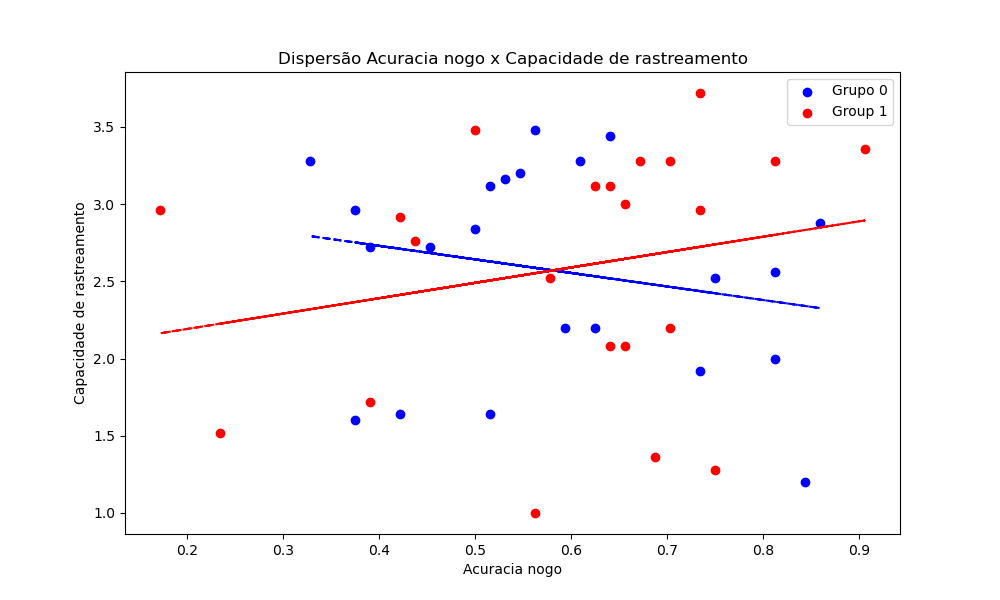 Dispersão Acuracia nogo x Capacidade de rastreamento
Grupo 0
Group 1
Capacidade de rastreamento
3.5
3.0
2.5
2.0
1.5
1.0
0.2 0.3 0.4 0.5 0.6 0.7 0.8 0.9
Acuracia nogo